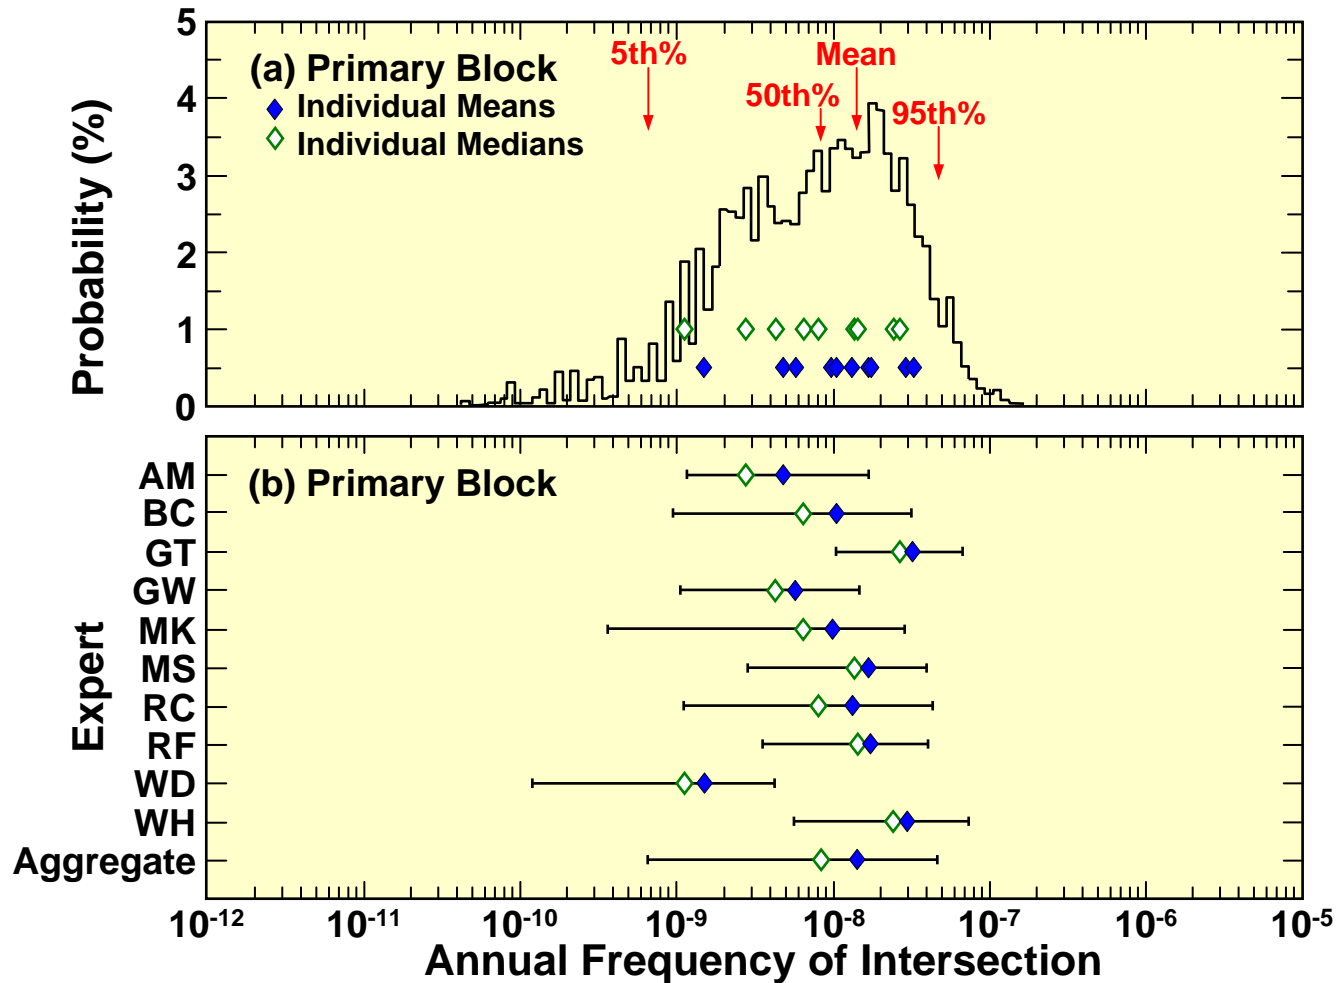 5
4
3
2
1
0
Probability (%)
(a) Primary Block
Individual Means
Individual Medians
5th%
50th%
Mean
95th%
(b) Primary Block
Expert
AM
BC
GT
GW
MK
MS
RC
RF
WD
WH
Aggregate
10-12 10-11 10-10 10-9 10-8 10-7 10-6 10-5
Annual Frequency of Intersection